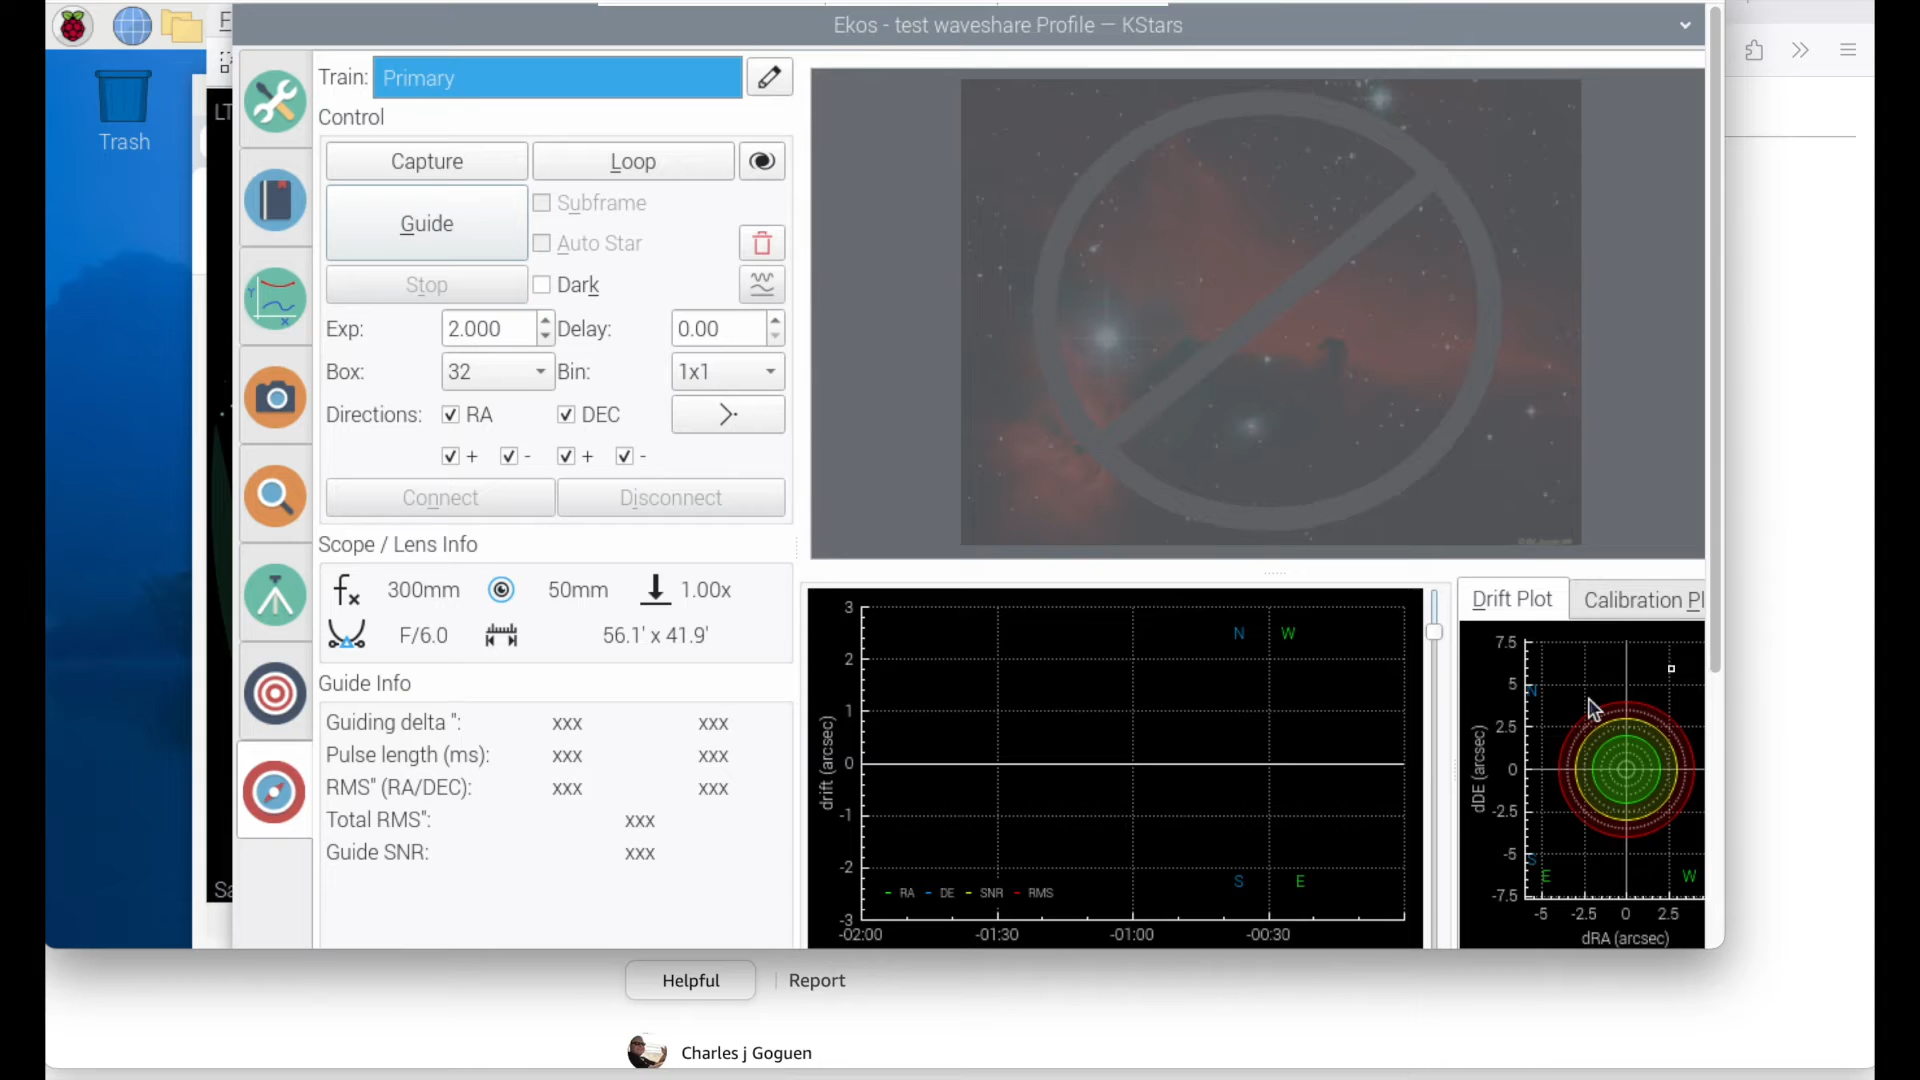 Ekos - test waveshare Profile — KStars
Trash
Train: Primary
Control
Capture Loop
Guide
Subframe
Auto Star
Stop
Dark
Exp: 2.000 Delay: 0.00
Box: 32 Bin: 1x1
Directions: RA DEC
+ - + -
Connect Disconnect
Scope / Lens Info
fx 300mm 50mm 1.00x
F/6.0 56.1' x 41.9'
Guide Info
Guiding delta ": xxx xxx
Pulse length (ms): xxx xxx
RMS" (RA/DEC): xxx xxx
Total RMS": xxx
Guide SNR: xxx
3
2
1
0
-1
-2
-3
drift (arcsec)
N W
S E
RA DE SNR RMS
-02:00 -01:30 -01:00 -00:30
Drift Plot Calibration Pl
7.5
5
2.5
0
-2.5
-5
-7.5
dDE (arcsec)
N
S
E W
-5 -2.5 0 2.5
dRA (arcsec)
Helpful Report
Charles j Goguen